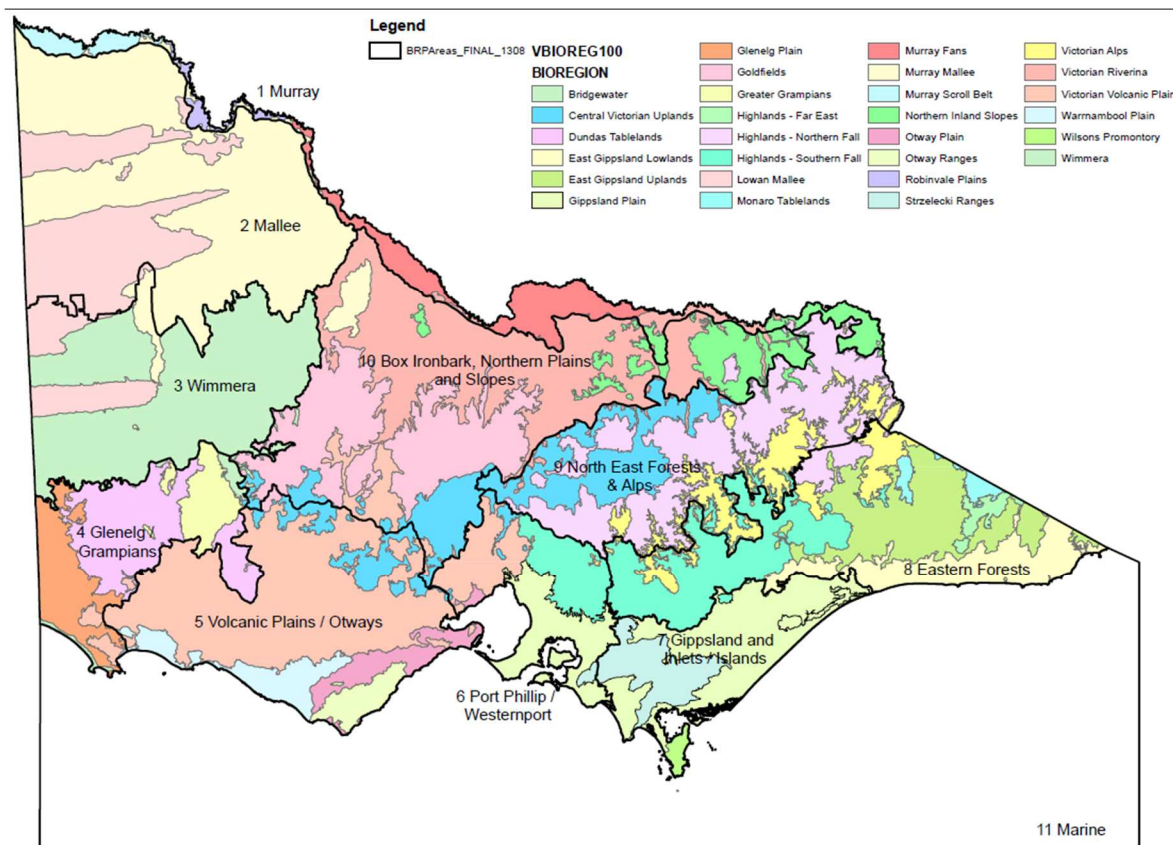 Legend
BRPAreas_FINAL_1308
VBIOREG100
BIOREGION
Bridgewater
Central Victorian Uplands
Dundas Tablelands
East Gippsland Lowlands
East Gippsland Uplands
Gippsland Plain
Glenelg Plain
Goldfields
Greater Grampians
Highlands - Far East
Highlands - Northern Fall
Highlands - Southern Fall
Lowan Mallee
Monaro Tablelands
Murray Fans
Murray Mallee
Murray Scroll Belt
Northern Inland Slopes
Otway Plain
Otway Ranges
Robinvale Plains
Strzelecki Ranges
Victorian Alps
Victorian Riverina
Victorian Volcanic Plain
Warrnambool Plain
Wilsons Promontory
Wimmera
1 Murray
2 Mallee
3 Wimmera
10 Box Ironbark, Northern Plains
and Slopes
9 North East Forests
& Alps
4 Glenelg
Grampians
8 Eastern Forests
5 Volcanic Plains / Otways
7 Gippsland and
Inlets / Islands
6 Port Phillip /
Westernport
11 Marine